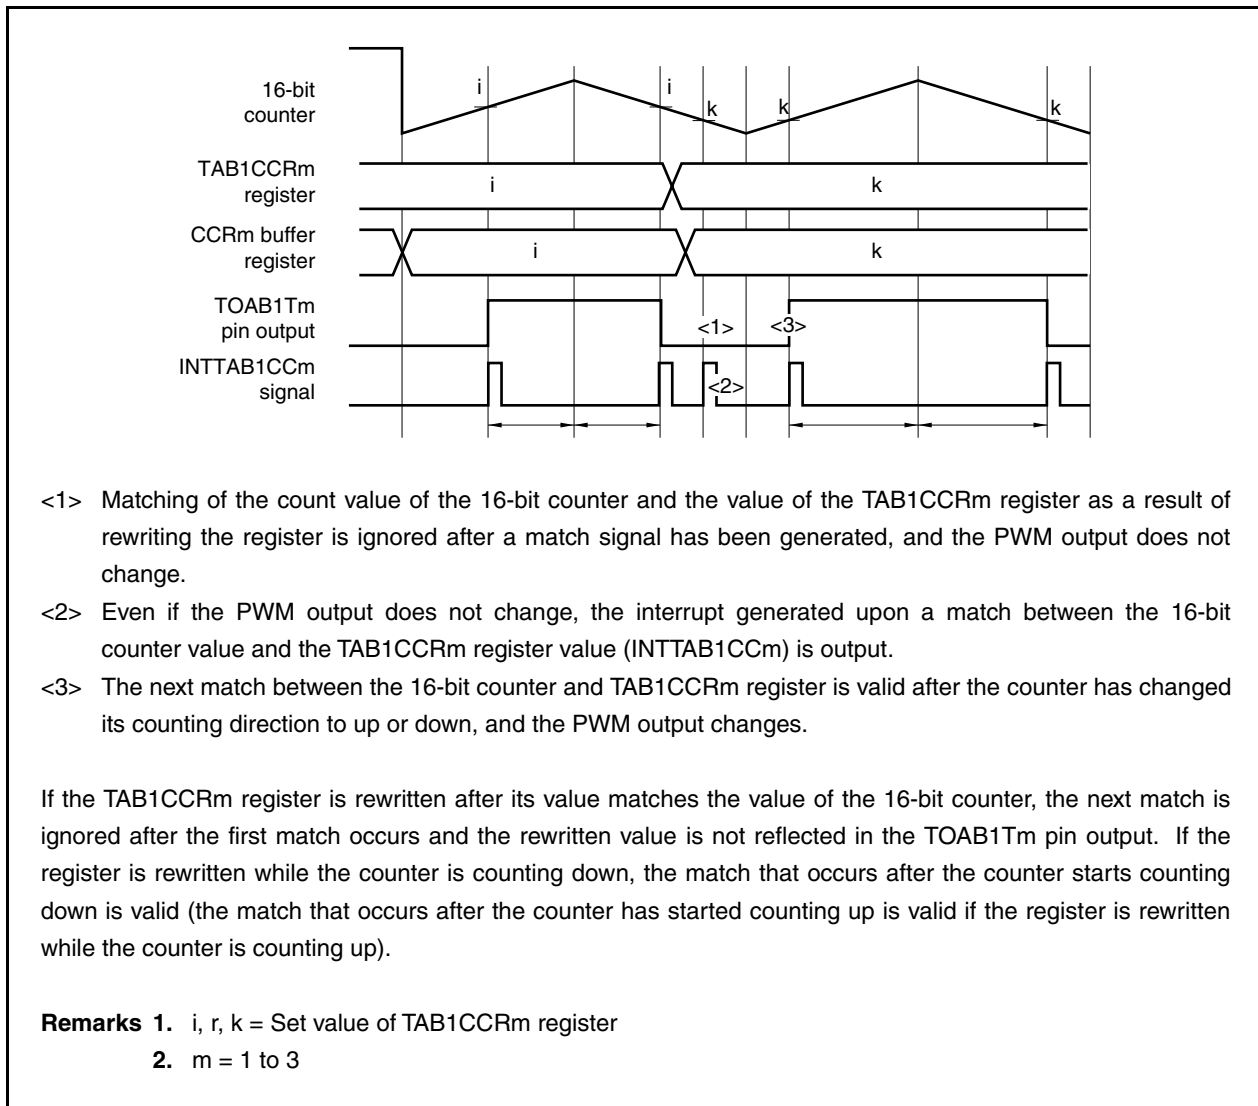 i
i
16-bit
counter
k
k
k
TAB1CCRm
register
i
k
CCRm buffer
register
i
k
TOAB1Tm
pin output
<1>
<3>
INTTAB1CCm
signal
<2>
<1> Matching of the count value of the 16-bit counter and the value of the TAB1CCRm register as a result of
rewriting the register is ignored after a match signal has been generated, and the PWM output does not
change.
<2> Even if the PWM output does not change, the interrupt generated upon a match between the 16-bit
counter value and the TAB1CCRm register value (INTTAB1CCm) is output.
<3> The next match between the 16-bit counter and TAB1CCRm register is valid after the counter has changed
its counting direction to up or down, and the PWM output changes.
If the TAB1CCRm register is rewritten after its value matches the value of the 16-bit counter, the next match is
ignored after the first match occurs and the rewritten value is not reflected in the TOAB1Tm pin output. If the
register is rewritten while the counter is counting down, the match that occurs after the counter starts counting
down is valid (the match that occurs after the counter has started counting up is valid if the register is rewritten
while the counter is counting up).
Remarks 1. i, r, k = Set value of TAB1CCRm register
2. m = 1 to 3